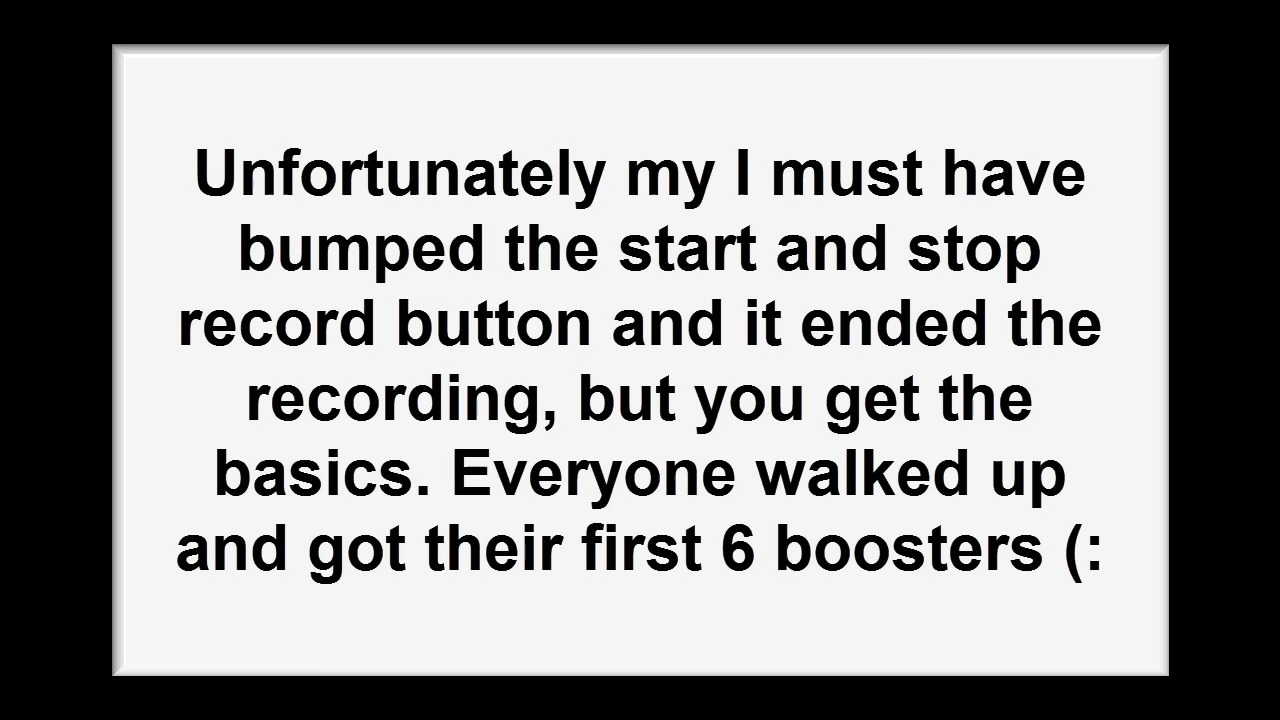 Unfortunately my I must have
bumped the start and stop
record button and it ended the
recording, but you get the
basics. Everyone walked up
and got their first 6 boosters (: